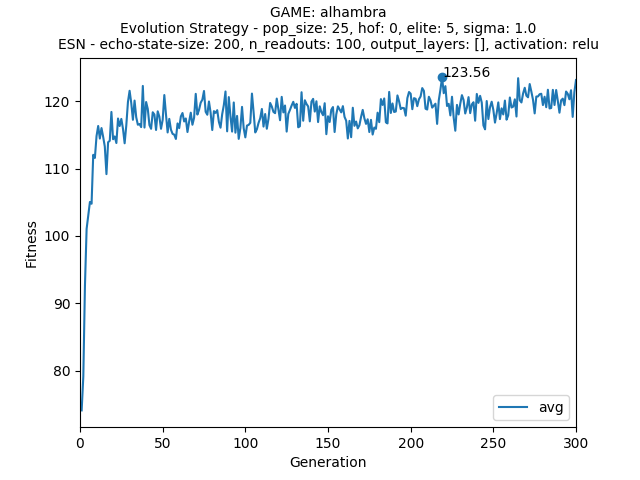 GAME: alhambra
Evolution Strategy - pop_size: 25, hof: 0, elite: 5, sigma: 1.0
ESN - echo-state-size: 200, n_readouts: 100, output_layers: [], activation: relu
123.56
120
110
100
90
80
Fitness
avg
0 50 100 150 200 250 300
Generation